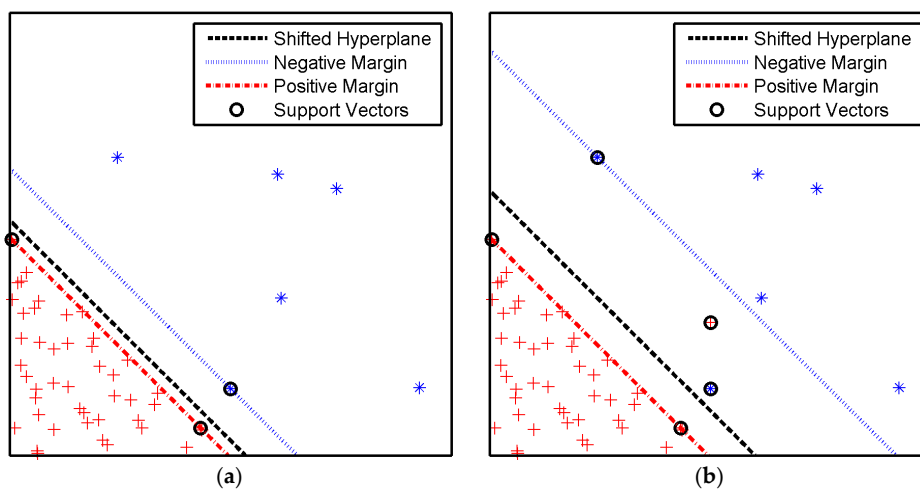 Shifted Hyperplane
Negative Margin
Positive Margin
Support Vectors
Shifted Hyperplane
Negative Margin
Positive Margin
Support Vectors
(a)
(b)